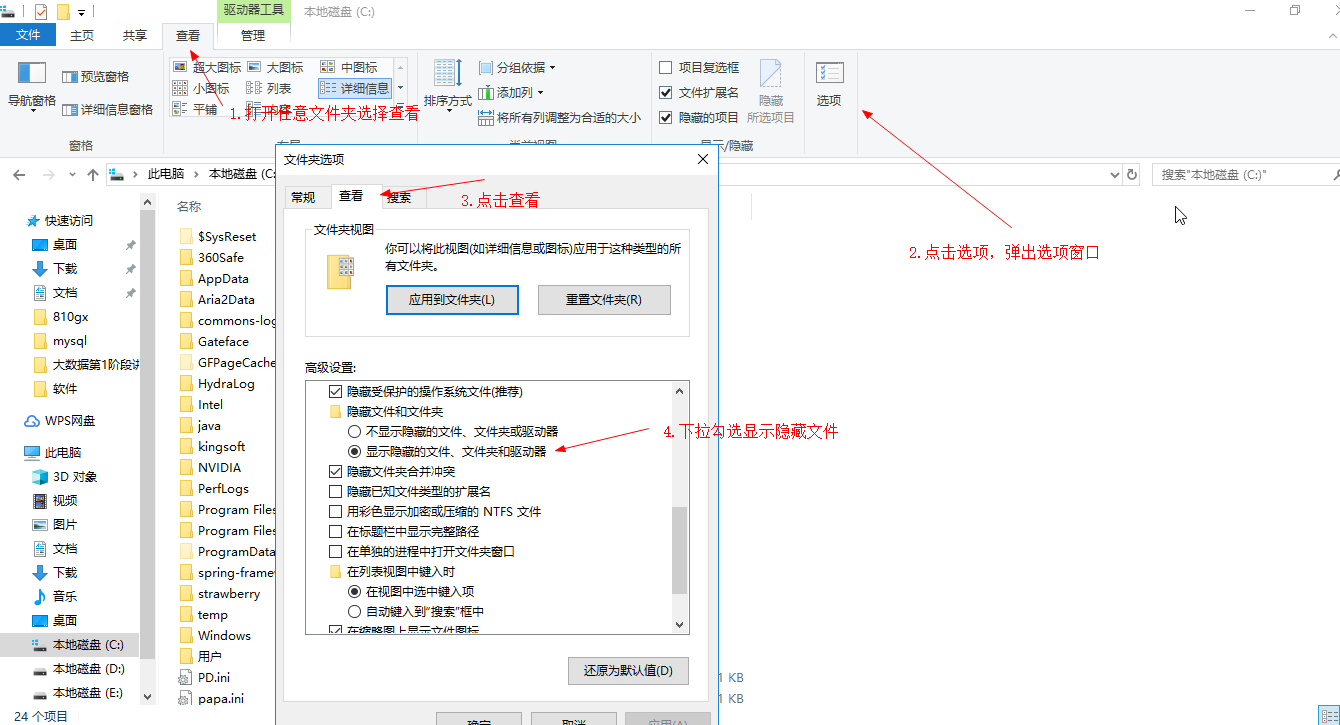 驱动器工具
本地磁盘 (C:)
文件
主页
共享
查看
管理
导航窗格
预览窗格
详细信息窗格
窗格
超大图标
大图标
中图标
小图标
列表
详细信息
平铺
内容
布局
排序方式
分组依据
添加列
将所有列调整为合适的大小
当前视图
项目复选框
文件扩展名
隐藏的项目
隐藏
所选项目
显示/隐藏
选项
1.打开任意文件夹选择查看
2.点击选项，弹出选项窗口
此电脑
本地磁盘 (C:
搜索"本地磁盘 (C:)"
快速访问
桌面
下载
文档
810gx
mysql
大数据第1阶段讲
软件
WPS网盘
此电脑
3D 对象
视频
图片
文档
下载
音乐
桌面
本地磁盘 (C:)
本地磁盘 (D:)
本地磁盘 (E:)
24 个项目
名称
$SysReset
360Safe
AppData
Aria2Data
commons-log
Gateface
GFPageCache
HydraLog
Intel
java
kingsoft
NVIDIA
PerfLogs
Program Files
Program Files
ProgramData
spring-frame
strawberry
temp
Windows
用户
PD.ini
papa.ini
1 KB
1 KB
文件夹选项
常规
查看
搜索
3.点击查看
文件夹视图
你可以将此视图(如详细信息或图标)应用于这种类型的所
有文件夹。
应用到文件夹(L)
重置文件夹(R)
高级设置:
隐藏受保护的操作系统文件(推荐)
隐藏文件和文件夹
不显示隐藏的文件、文件夹或驱动器
显示隐藏的文件、文件夹和驱动器
4.下拉勾选显示隐藏文件
隐藏文件夹合并冲突
隐藏已知文件类型的扩展名
用彩色显示加密或压缩的 NTFS 文件
在标题栏中显示完整路径
在单独的进程中打开文件夹窗口
在列表视图中键入时
在视图中选中键入项
自动键入到"搜索"框中
在缩略图上显示文件图标
还原为默认值(D)
确定
取消
应用(A)